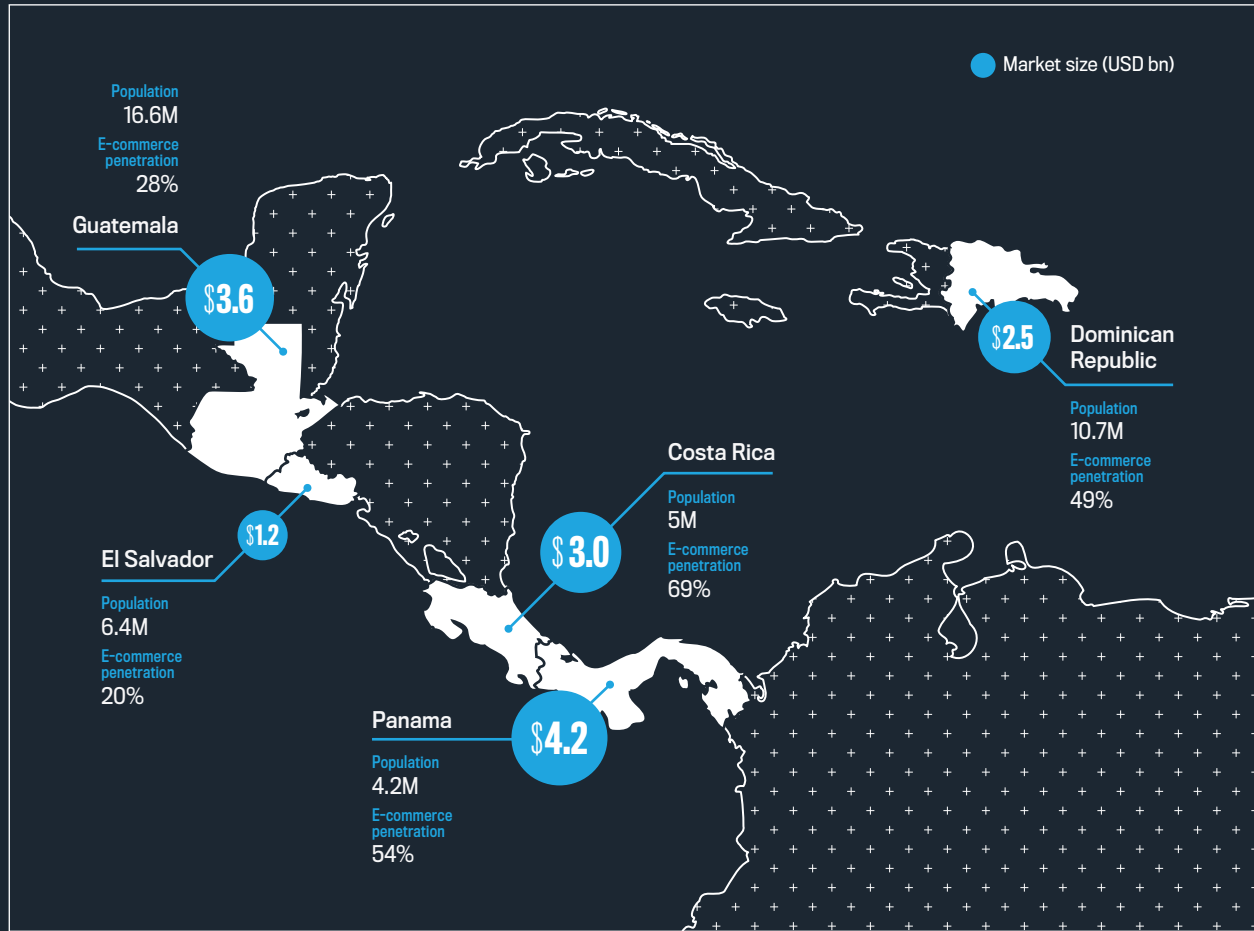 Market size (USD bn)
Population
16.6M
E-commerce
penetration
28%
Guatemala
$3.6
$2.5
Dominican
Republic
Population
10.7M
E-commerce
penetration
49%
Costa Rica
Population
5M
E-commerce
penetration
69%
$3.0
$1.2
El Salvador
Population
6.4M
E-commerce
penetration
20%
Panama
Population
4.2M
E-commerce
penetration
54%
$4.2